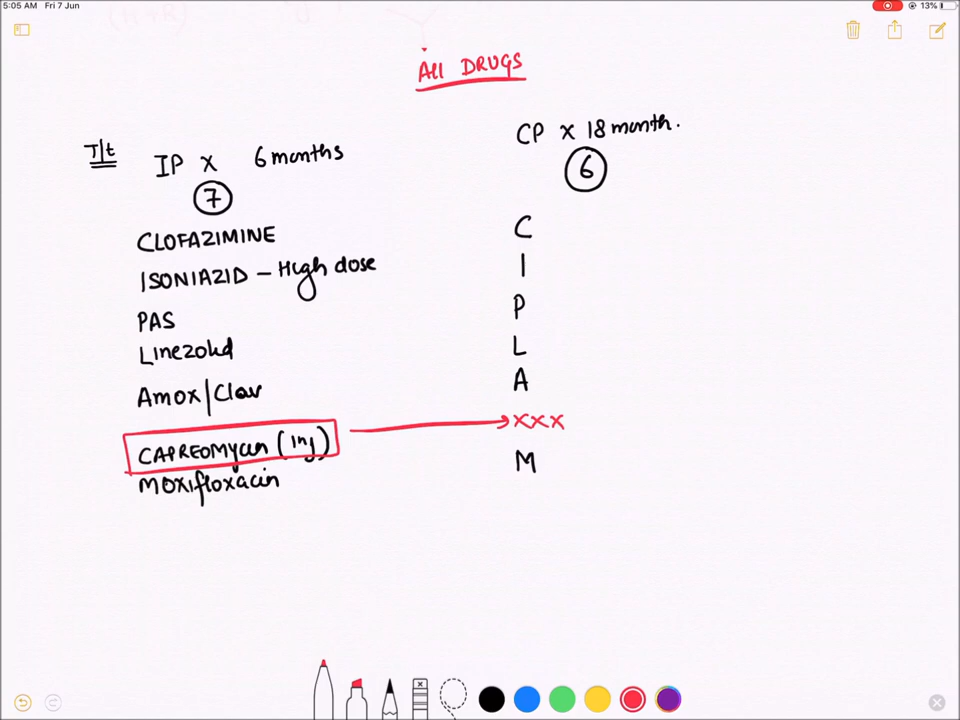 5:05 AM Fri 7 Jun
13%
All DRUGS
T/t
IP x 6 months
7
CP x 18 month.
6
CLOFAZIMINE
C
ISONIAZID – High dose
I
PAS
P
Linezolid
L
Amox/Clav
A
CAPREOMycin (inj)
xxx
MOXifloxacin
M